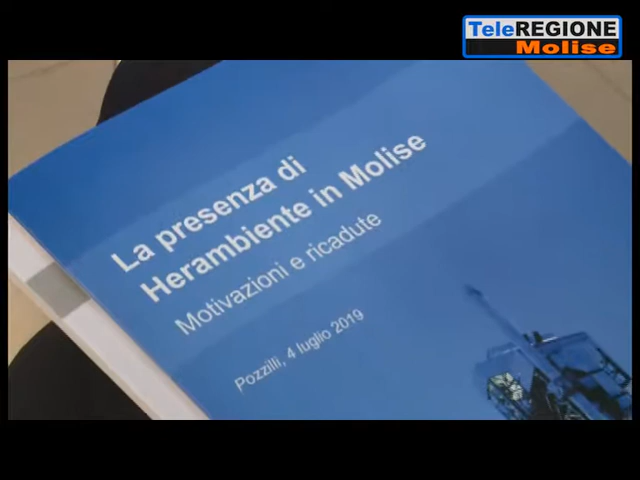 TeleREGIONE
Molise
La presenza di
Herambiente in Molise
Motivazioni e ricadute
Pozzilli, 4 luglio 2019